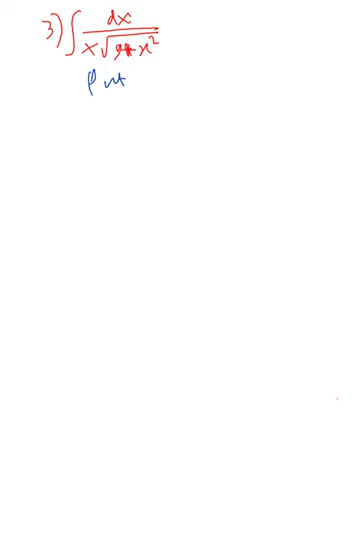 3) ∫ dx / x√(9+x²)
Put